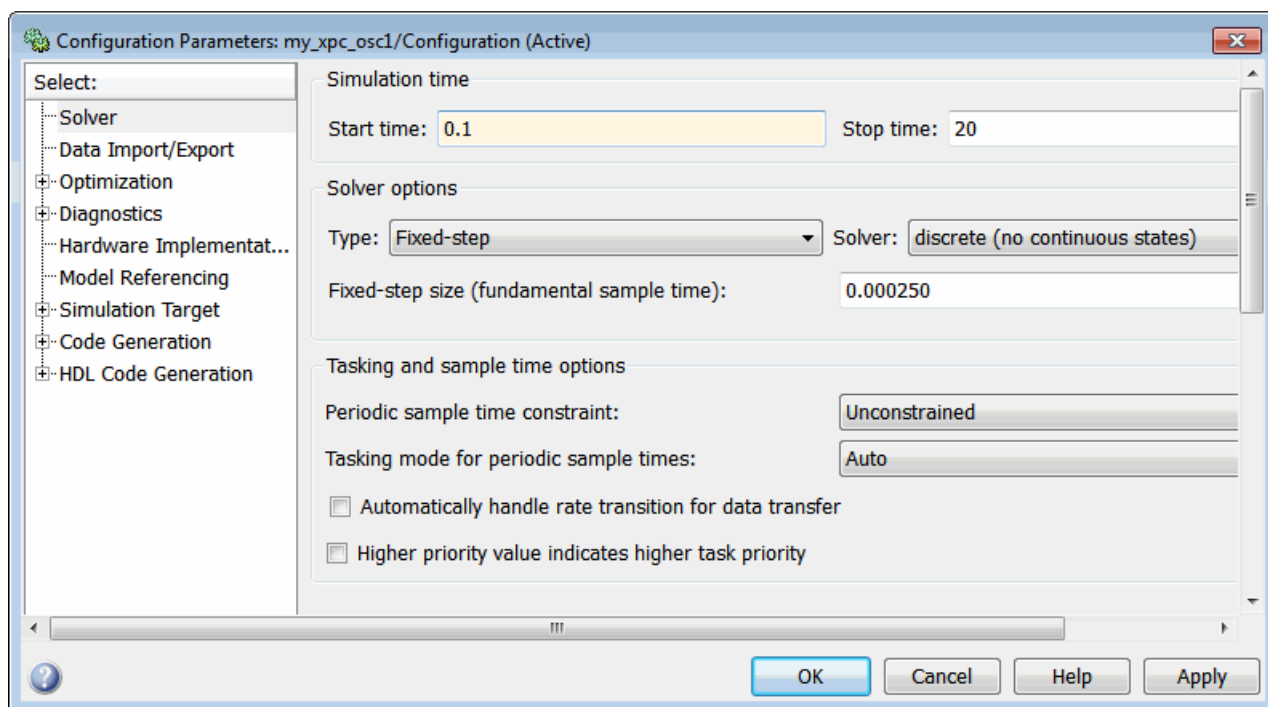 Configuration Parameters: my_xpc_osc1/Configuration (Active)
Select:
Solver
Data Import/Export
Optimization
Diagnostics
Hardware Implementat...
Model Referencing
Simulation Target
Code Generation
HDL Code Generation
Simulation time
Start time: 0.1 Stop time: 20
Solver options
Type: Fixed-step Solver: discrete (no continuous states)
Fixed-step size (fundamental sample time): 0.000250
Tasking and sample time options
Periodic sample time constraint: Unconstrained
Tasking mode for periodic sample times: Auto
Automatically handle rate transition for data transfer
Higher priority value indicates higher task priority
OK Cancel Help Apply